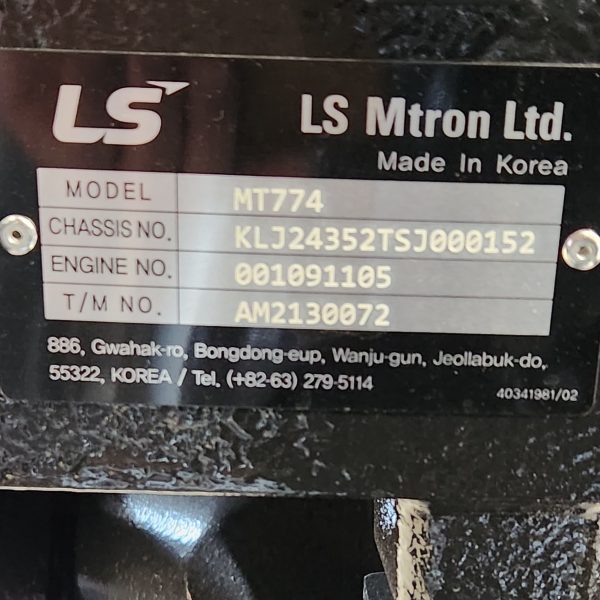 LS
LS Mtron Ltd.
Made In Korea
MODEL MT774
CHASSIS NO. KLJ24352TSJ000152
ENGINE NO. 001091105
T/M NO. AM2130072
886, Gwahak-ro, Bongdong-eup, Wanju-gun, Jeollabuk-do,
55322, KOREA / Tel. (+82-63) 279-5114
40341981/02